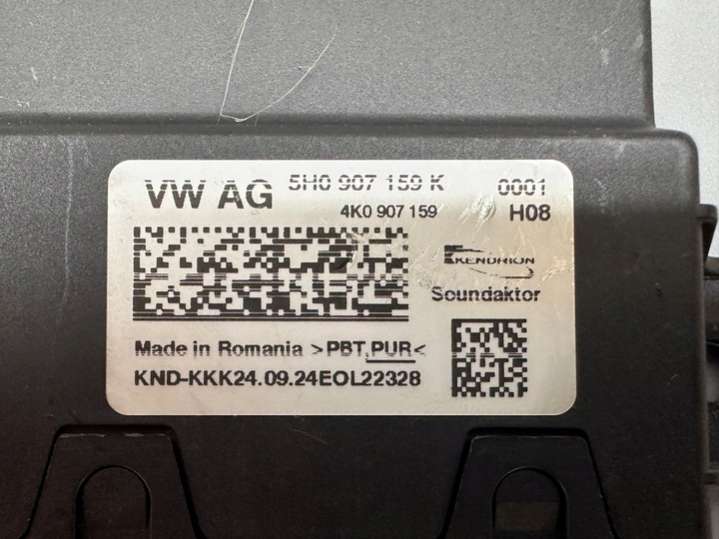 VW AG 5H0 907 159 K 0001
4K0 907 159 H08
KENDRION
Soundaktor
Made in Romania >PBT,PUR<
KND-KKK24.09.24EOL22328